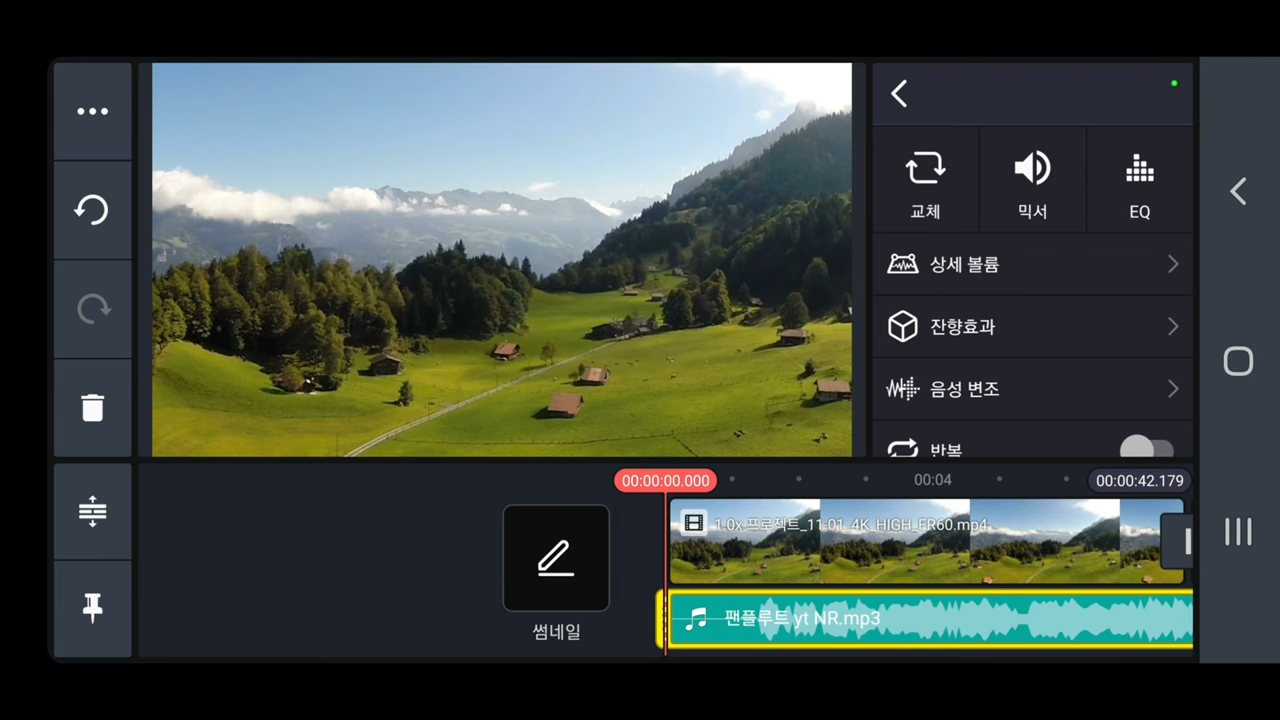 교체
믹서
EQ
상세 볼륨
잔향효과
음성 변조
반복
00:00:00.000
00:04
00:00:42.179
1.0x 프로젝트_11-01_4K_HIGH_FR60.mp4
썸네일
팬플루트 yt NR.mp3